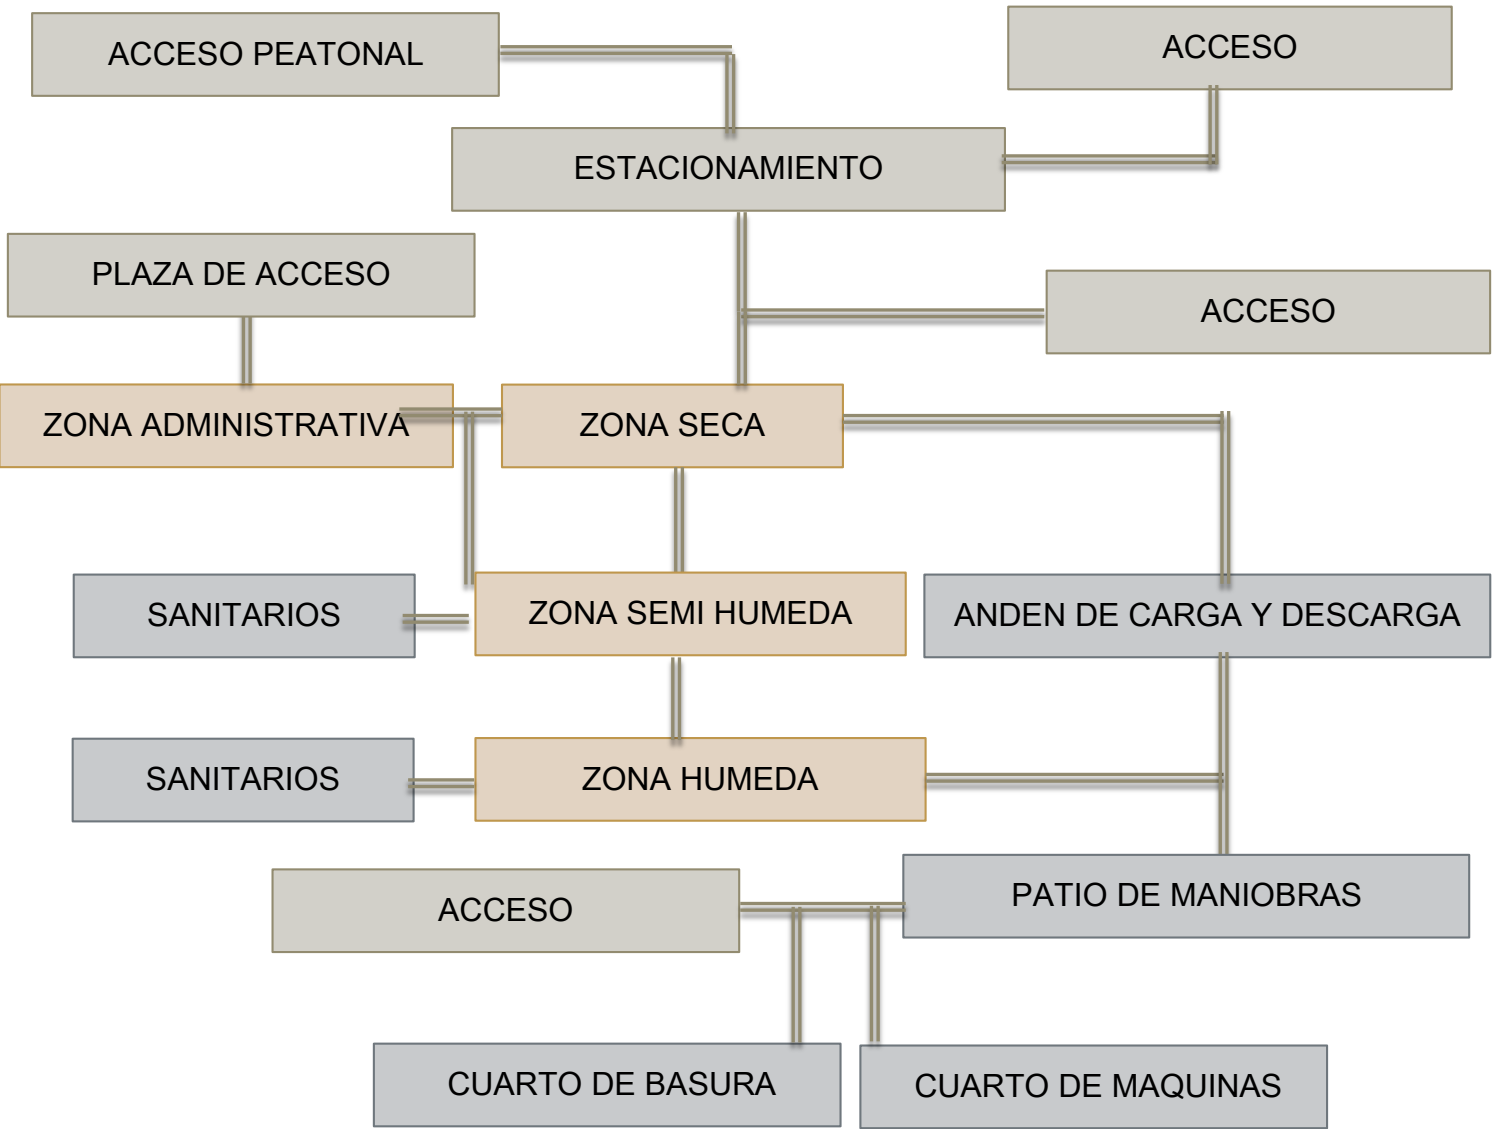 ACCESO PEATONAL
ACCESO
ESTACIONAMIENTO
PLAZA DE ACCESO
ACCESO
ZONA ADMINISTRATIVA
ZONA SECA
SANITARIOS
ZONA SEMI HUMEDA
ANDEN DE CARGA Y DESCARGA
SANITARIOS
ZONA HUMEDA
ACCESO
PATIO DE MANIOBRAS
CUARTO DE BASURA
CUARTO DE MAQUINAS